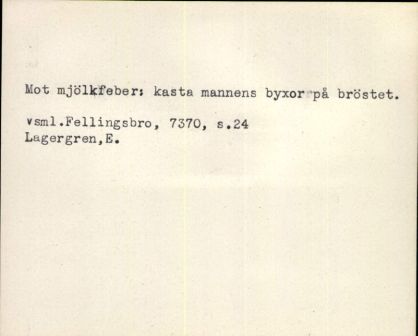 Mot mjölkfeber: kasta mannens byxor på bröstet.
vsml.Fellingsbro, 7370, s.24
Lagergren,E.